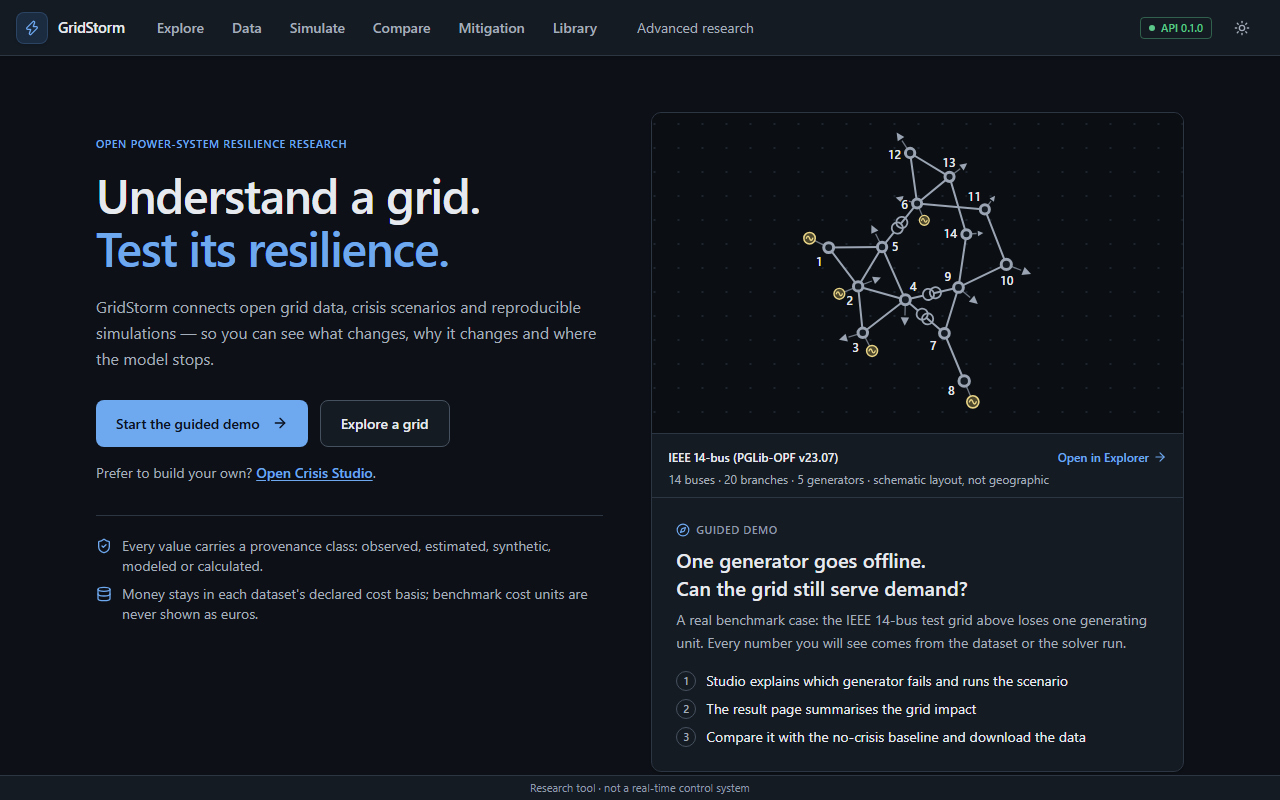 GridStorm Explore Data Simulate Compare Mitigation Library Advanced research API 0.1.0
OPEN POWER-SYSTEM RESILIENCE RESEARCH
Understand a grid.
Test its resilience.
GridStorm connects open grid data, crisis scenarios and reproducible
simulations — so you can see what changes, why it changes and where
the model stops.
Start the guided demo → Explore a grid
Prefer to build your own? Open Crisis Studio.
Every value carries a provenance class: observed, estimated, synthetic,
modeled or calculated.
Money stays in each dataset's declared cost basis; benchmark cost units are
never shown as euros.
12
13
6
11
5
14
1
9
4
10
2
7
3
8
IEEE 14-bus (PGLib-OPF v23.07) Open in Explorer →
14 buses · 20 branches · 5 generators · schematic layout, not geographic
GUIDED DEMO
One generator goes offline.
Can the grid still serve demand?
A real benchmark case: the IEEE 14-bus test grid above loses one generating
unit. Every number you will see comes from the dataset or the solver run.
1 Studio explains which generator fails and runs the scenario
2 The result page summarises the grid impact
3 Compare it with the no-crisis baseline and download the data
Research tool · not a real-time control system